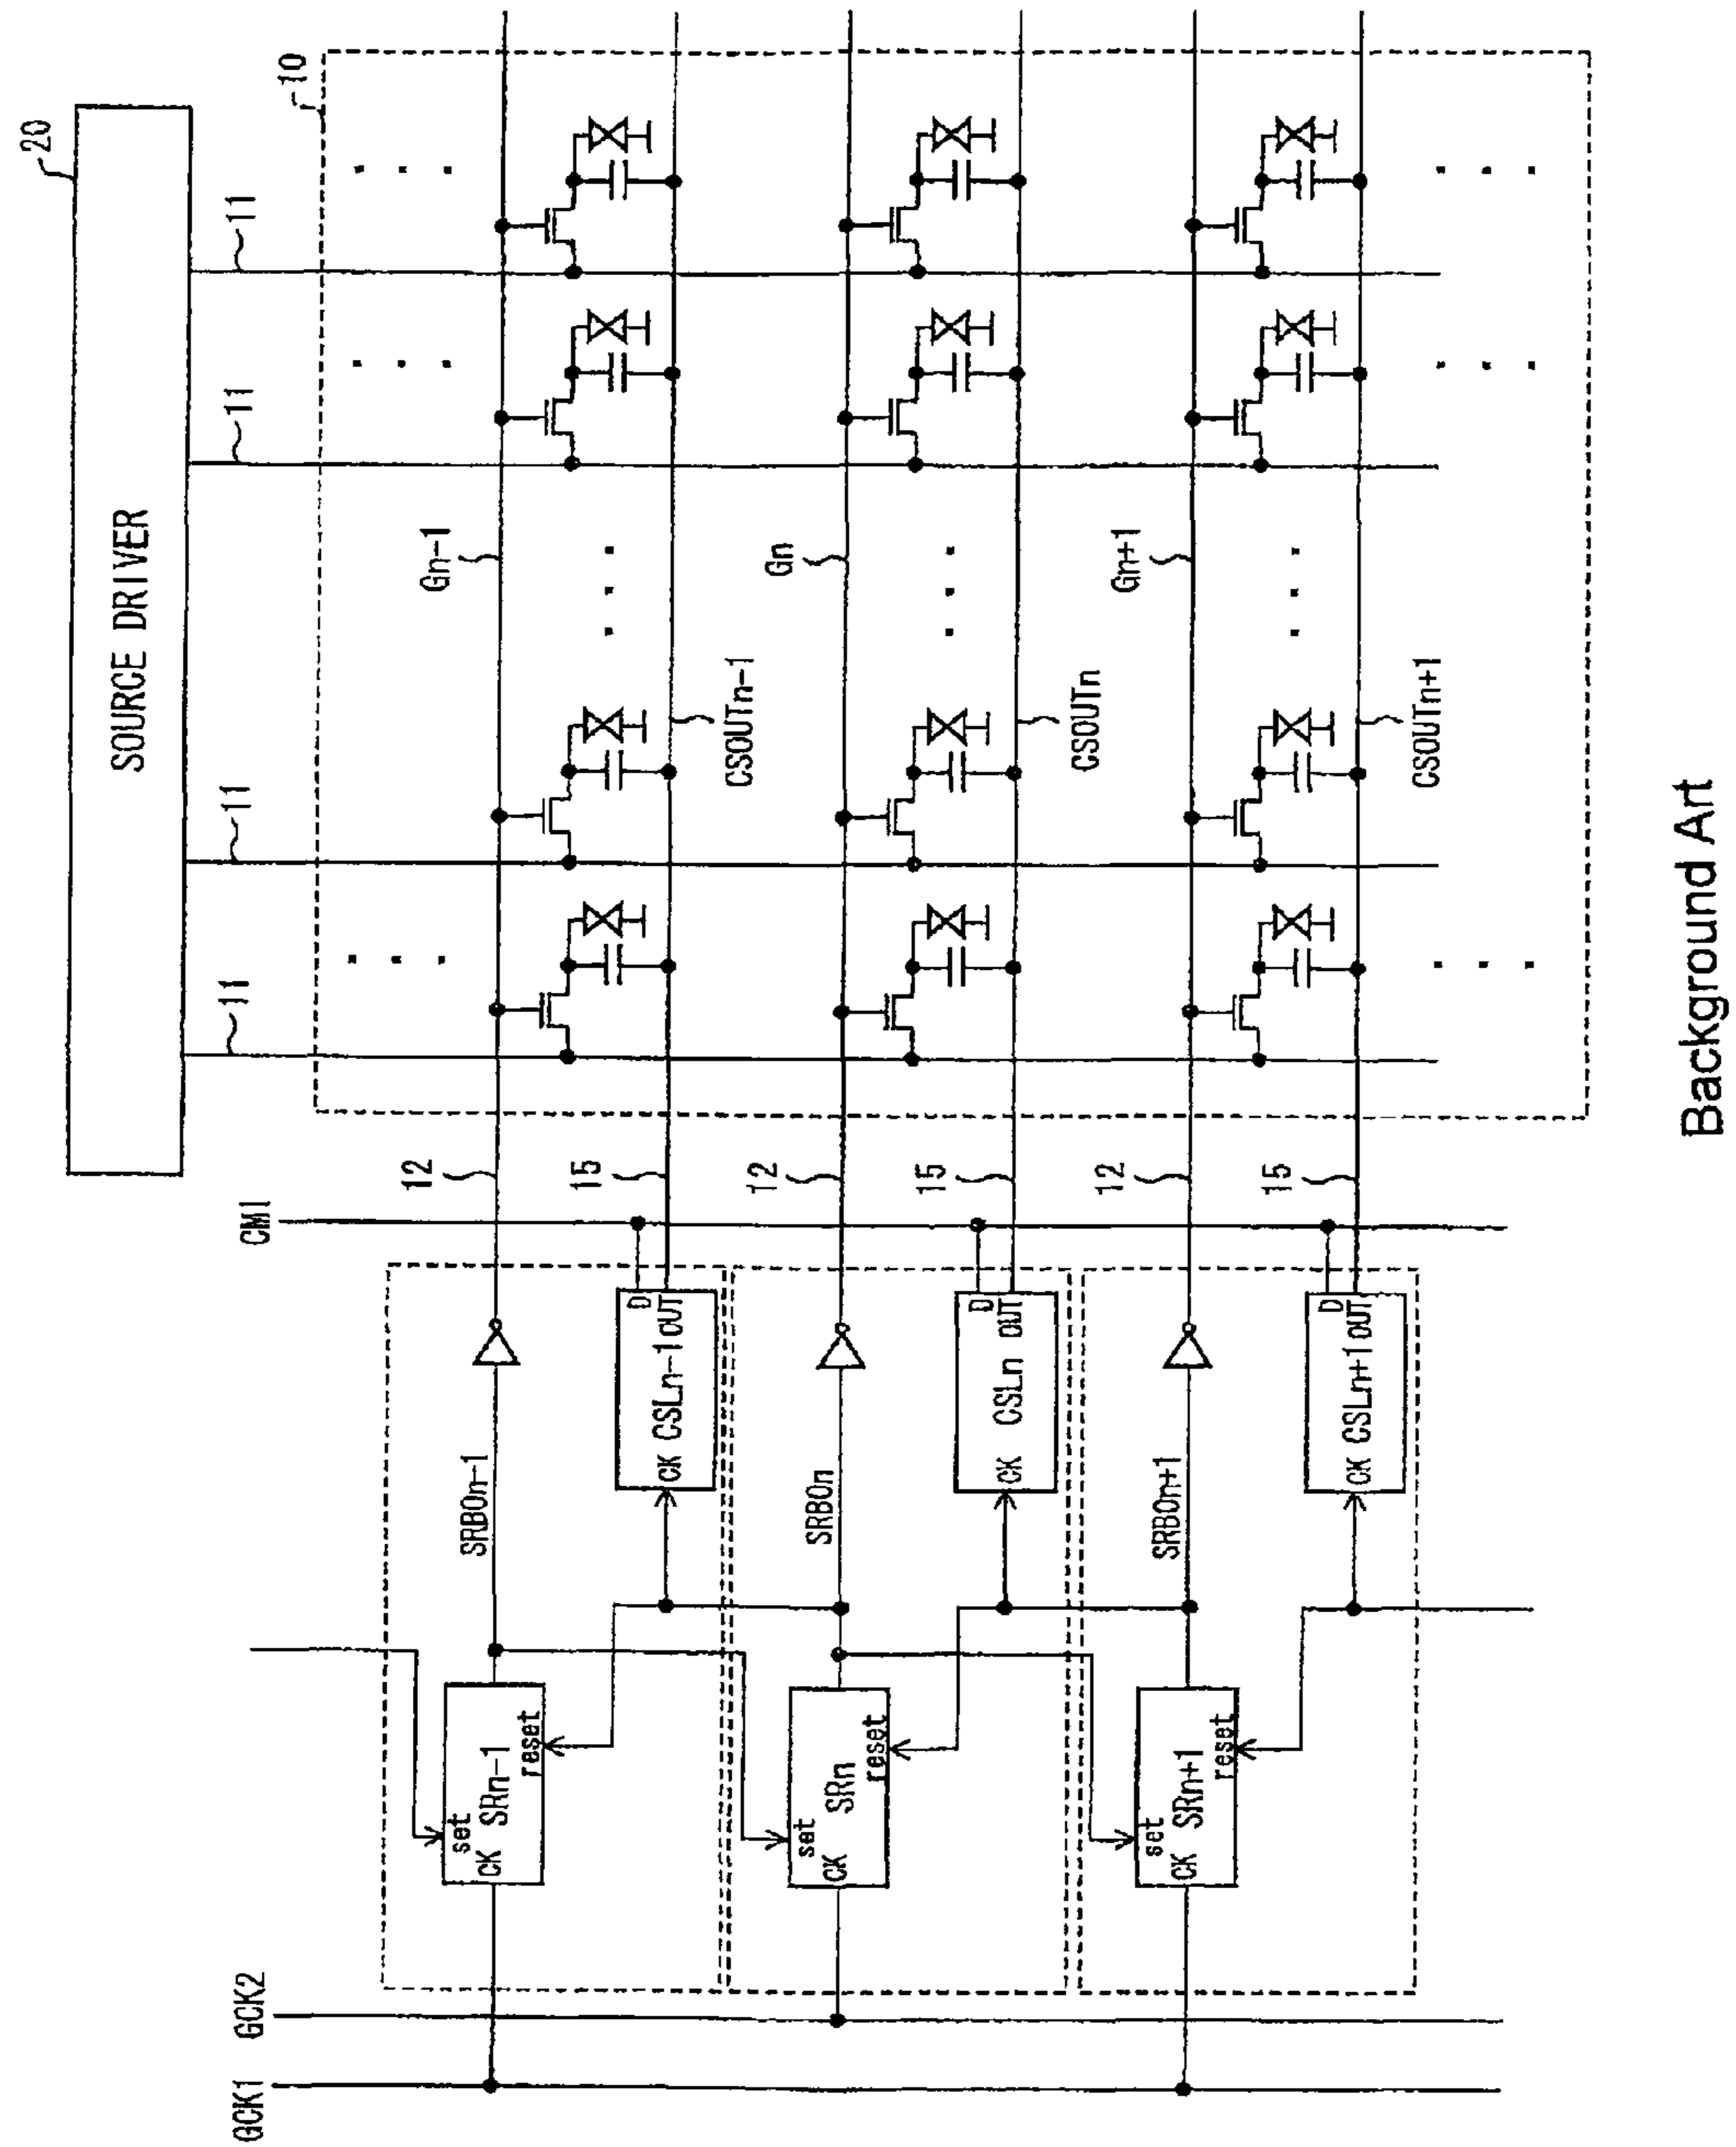 20
SOURCE DRIVER
10
11
11
11
11
Gn-1
CSOUTn-1
Gn
CSOUTn
Gn+1
CSOUTn+1
12
15
12
15
12
15
CMI
SRBOn-1
D
CK CSLn-1 OUT
SRBOn
D
CK CSLn OUT
SRBOn+1
D
CK CSLn+1 OUT
set
CK SRn-1
reset
set
CK SRn
reset
set
CK SRn+1
reset
GCK2
GCK1
Background Art